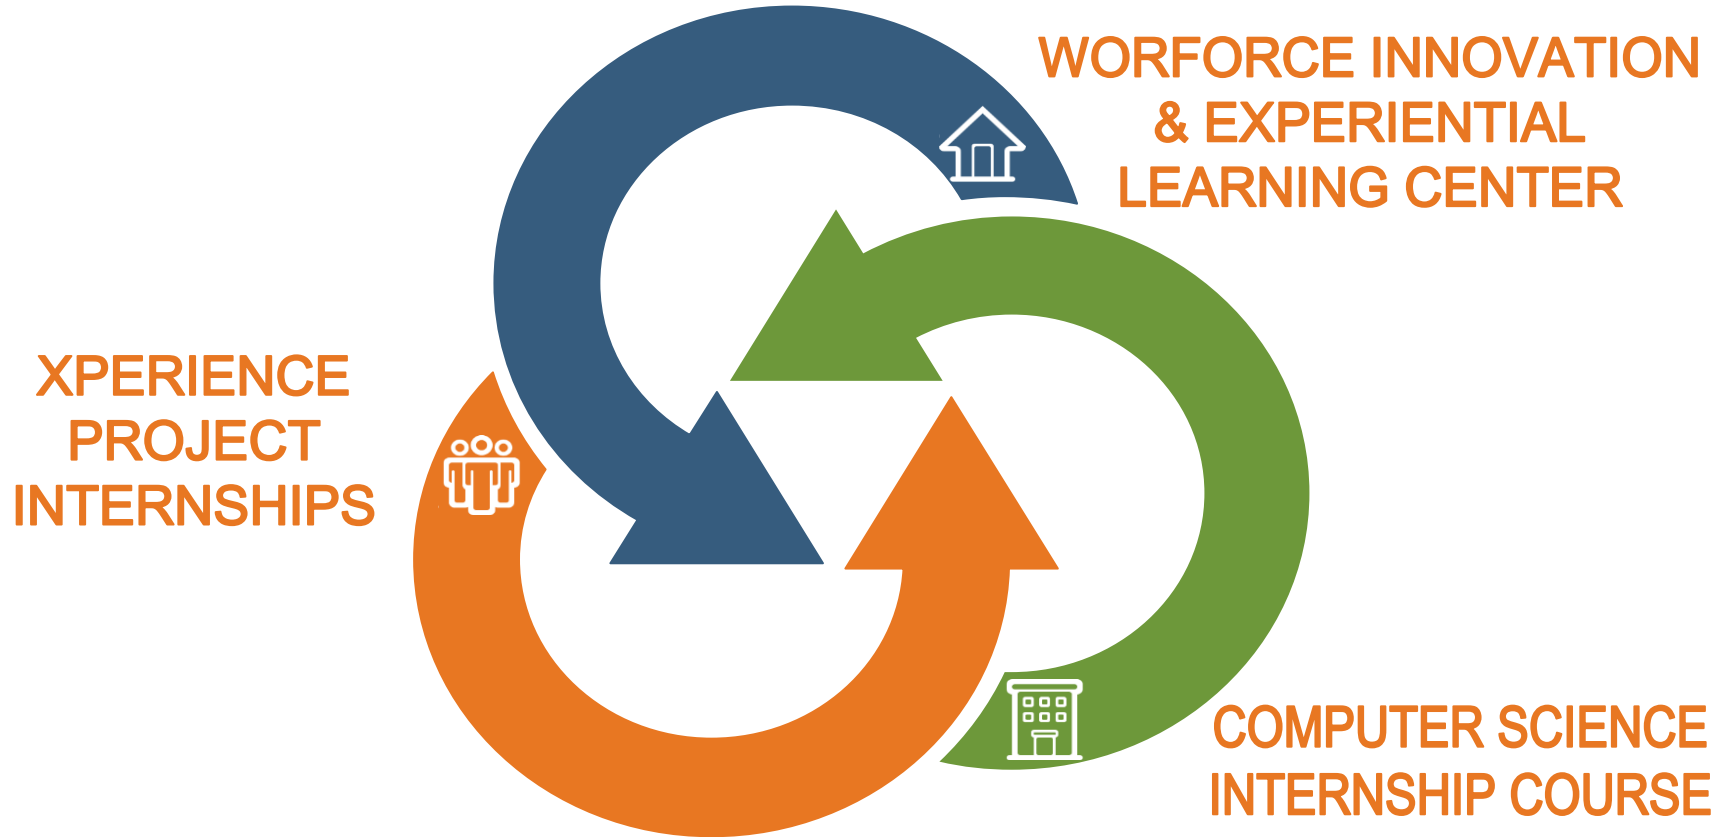 WORFORCE INNOVATION
& EXPERIENTIAL
LEARNING CENTER
XPERIENCE
PROJECT
INTERNSHIPS
COMPUTER SCIENCE
INTERNSHIP COURSE